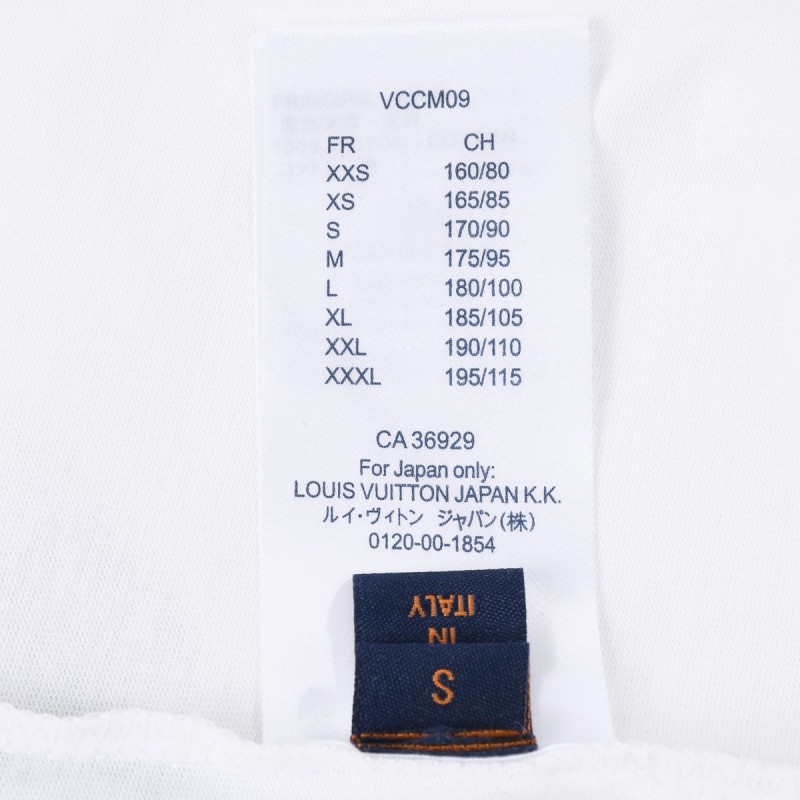 VCCM09
FR CH
XXS 160/80
XS 165/85
S 170/90
M 175/95
L 180/100
XL 185/105
XXL 190/110
XXXL 195/115
CA 36929
For Japan only:
LOUIS VUITTON JAPAN K.K.
ルイ・ヴィトン ジャパン(株)
0120-00-1854
IN
ITALY
S